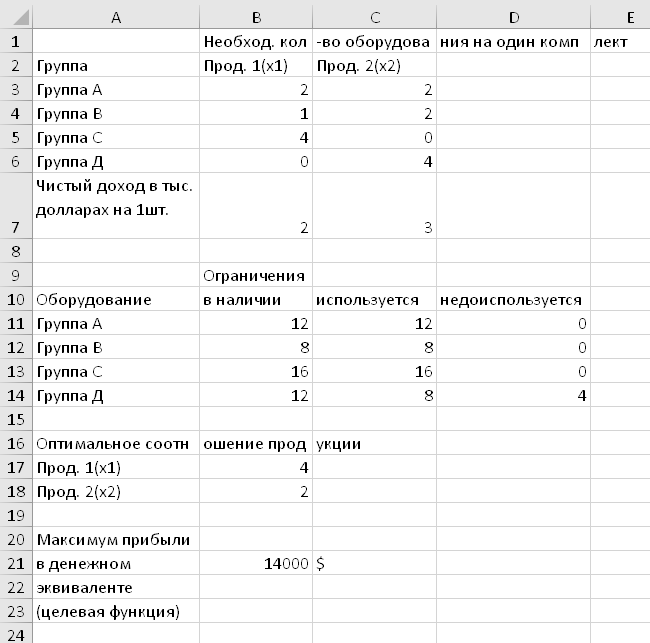 A B C D E
1 Необход. кол -во оборудова ния на один комп лект
2 Группа Прод. 1(x1) Прод. 2(x2)
3 Группа А 2 2
4 Группа В 1 2
5 Группа С 4 0
6 Группа Д 0 4
Чистый доход в тыс.
долларах на 1шт.
7 2 3
8
9 Ограничения
10 Оборудование в наличии используется недоиспользуется
11 Группа А 12 12 0
12 Группа В 8 8 0
13 Группа С 16 16 0
14 Группа Д 12 8 4
15
16 Оптимальное соотн ошение прод укции
17 Прод. 1(x1) 4
18 Прод. 2(x2) 2
19
20 Максимум прибыли
21 в денежном 14000 $
22 эквиваленте
23 (целевая функция)
24